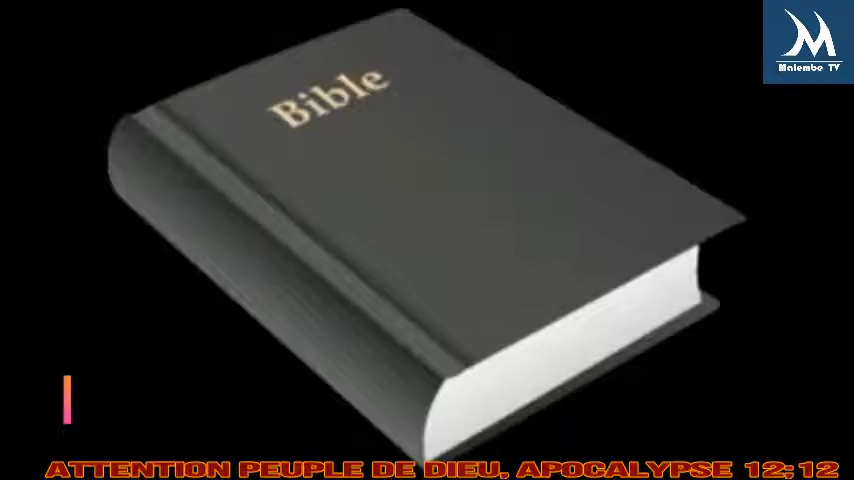 Bible
Malembe TV
ATTENTION PEUPLE DE DIEU, APOCALYPSE 12;12